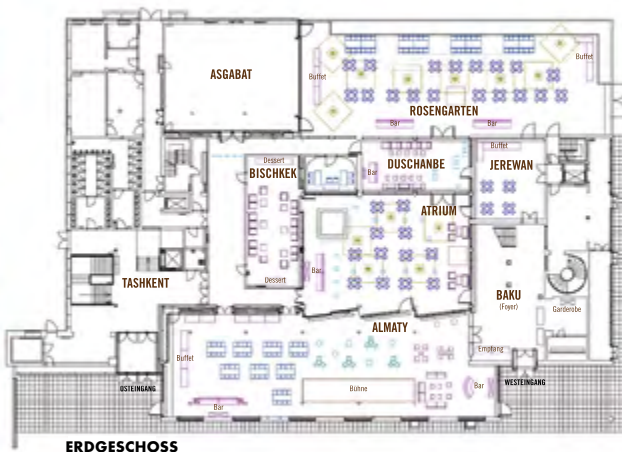 ASGABAT
Buffet
Buffet
ROSENGARTEN
Bar
Bar
DUSCHANBE
Buffet
Dessert
BISCHKEK
Bar
JEREWAN
ATRIUM
TASHKENT
Dessert
Bar
BAKU
(Foyer)
Garderobe
ALMATY
Buffet
Empfang
OSTEINGANG
Bühne
Bar
WESTEINGANG
Bar
ERDGESCHOSS